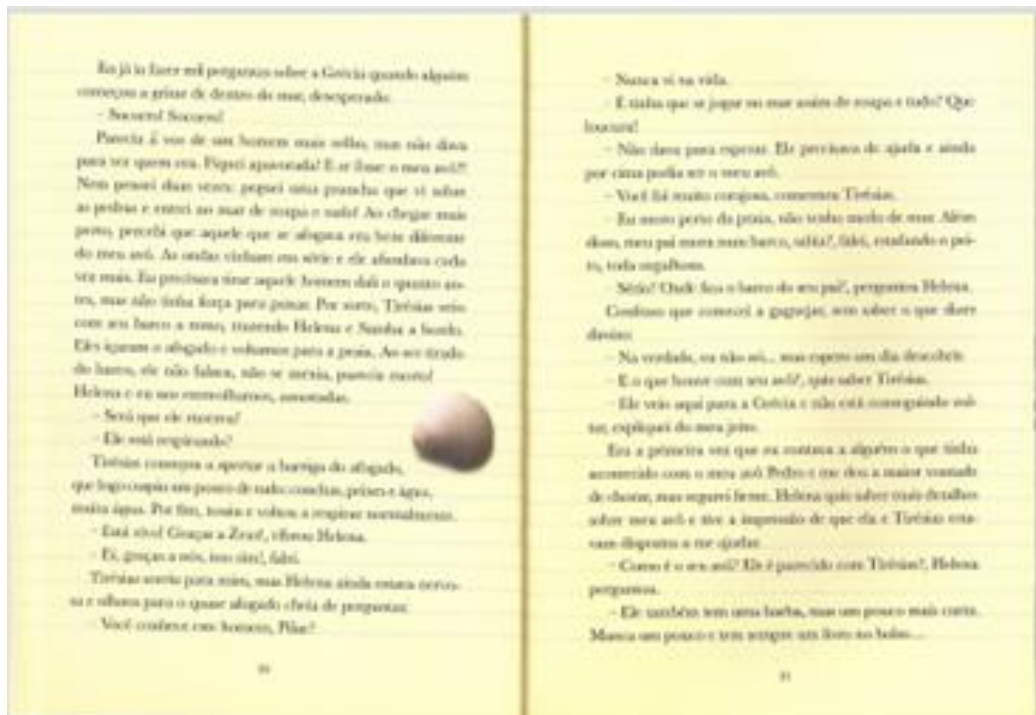 Eu já ia fazer mil perguntas sobre a Grécia quando alguém
começou a gritar de dentro do mar, desesperado.
– Socorro! Socorro!
Parecia a voz de um homem mais velho, mas não dava
para ver quem era. Fiquei apavorada! E se fosse o meu avô?!
Nem pensei duas vezes: peguei uma prancha que vi sobre
as pedras e entrei no mar de roupa e tudo! Ao chegar mais
perto, percebi que aquele que se afogava era bem diferente
do meu avô. As ondas vinham em série e ele afundava cada
vez mais. Eu precisava tirar aquele homem dali o quanto an-
tes, mas não tinha força para puxar. Por sorte, Tirésias veio
com seu barco a remo, trazendo Helena e Samba a bordo.
Eles içaram o afogado e voltamos para a praia. Ao ser tirado
do barco, ele não falava, não se mexia, parecia morto!
Helena e eu nos entreolhamos, assustadas.
– Será que ele morreu?
– Ele está respirando?
Tirésias começou a apertar a barriga do afogado,
que logo cuspiu um pouco de tudo: conchas, peixes e água,
muita água. Por fim, tossiu e voltou a respirar normalmente.
– Está vivo! Graças a Zeus!, vibrou Helena.
– Ei, graças a nós, isso sim!, falei.
Tirésias sorriu para mim, mas Helena ainda estava nervo-
sa e olhava para o quase afogado cheia de perguntas:
– Você conhece este homem, Pilar?
– Nunca vi na vida.
– E tinha que se jogar no mar assim de roupa e tudo? Que
loucura!
– Não dava para esperar. Ele precisava de ajuda e ainda
por cima podia ser o meu avô.
– Você foi muito corajosa, comentou Tirésias.
– Eu moro perto da praia, não tenho medo de mar. Além
disso, meu pai mora num barco, sabia?, falei, estufando o pei-
to, toda orgulhosa.
– Sério? Onde fica o barco do seu pai?, perguntou Helena.
Confesso que comecei a gaguejar, sem saber o que dizer
direito:
– Na verdade, eu não sei... mas espero um dia descobrir.
– E o que houve com seu avô?, quis saber Tirésias.
– Ele veio aqui para a Grécia e não está conseguindo vol-
tar, expliquei do meu jeito.
Era a primeira vez que eu contava a alguém o que tinha
acontecido com o meu avô Pedro e me deu a maior vontade
de chorar, mas segurei firme. Helena quis saber mais detalhes
sobre meu avô e tive a impressão de que ela e Tirésias esta-
vam dispostos a me ajudar.
– Como é o seu avô? Ele é parecido com Tirésias?, Helena
perguntou.
– Ele também tem uma barba, mas um pouco mais curta.
Manca um pouco e tem sempre um livro no bolso...